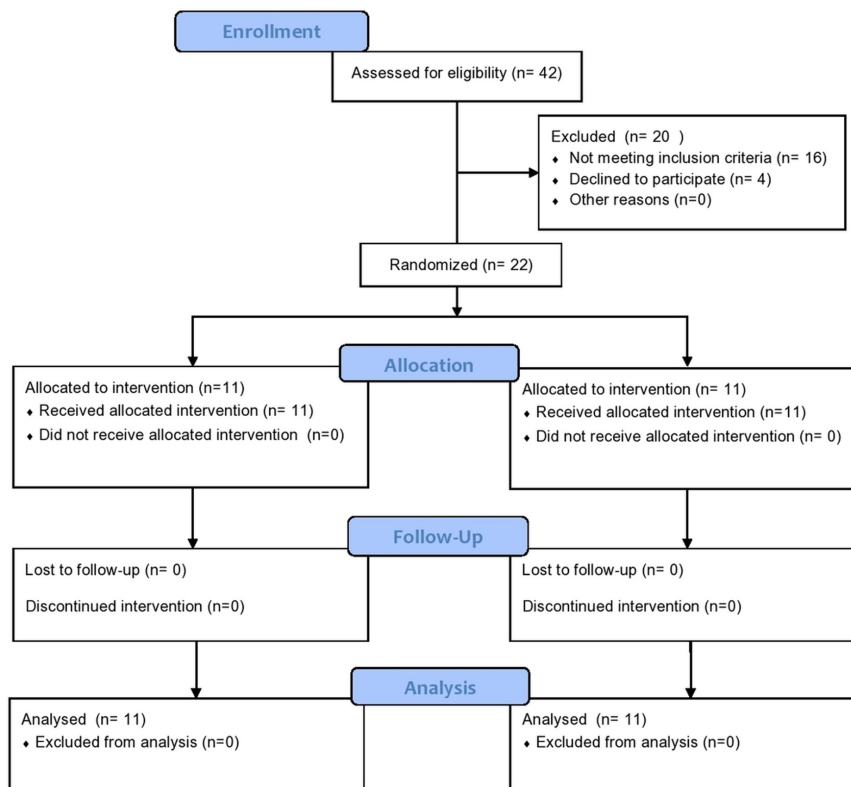 Enrollment
Assessed for eligibility (n= 42)
Excluded (n= 20 )
♦ Not meeting inclusion criteria (n= 16)
♦ Declined to participate (n= 4)
♦ Other reasons (n=0)
Randomized (n= 22)
Allocation
Allocated to intervention (n=11)
♦ Received allocated intervention (n= 11)
♦ Did not receive allocated intervention (n=0)
Allocated to intervention (n= 11)
♦ Received allocated intervention (n=11)
♦ Did not receive allocated intervention (n= 0)
Follow-Up
Lost to follow-up (n= 0)
Discontinued intervention (n=0)
Lost to follow-up (n= 0)
Discontinued intervention (n=0)
Analysis
Analysed (n= 11)
♦ Excluded from analysis (n=0)
Analysed (n= 11)
♦ Excluded from analysis (n=0)